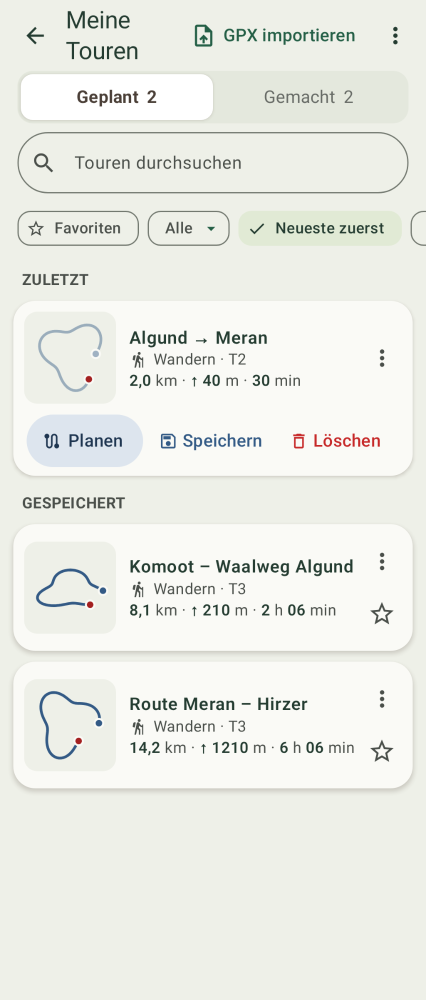 Meine
Touren
GPX importieren
Geplant 2
Gemacht 2
Touren durchsuchen
Favoriten
Alle
Neueste zuerst
ZULETZT
Algund → Meran
Wandern · T2
2,0 km · ↑ 40 m · 30 min
Planen
Speichern
Löschen
GESPEICHERT
Komoot – Waalweg Algund
Wandern · T3
8,1 km · ↑ 210 m · 2 h 06 min
Route Meran – Hirzer
Wandern · T3
14,2 km · ↑ 1210 m · 6 h 06 min